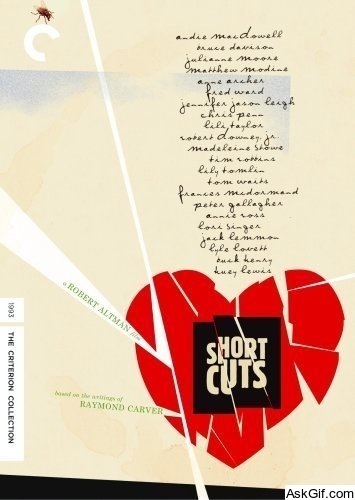 andie macdowell
bruce davison
julianne moore
matthew modine
anne archer
fred ward
jennifer jason leigh
chris penn
lili taylor
robert downey, jr.
madeleine stowe
tim robbins
lily tomlin
tom waits
frances mcdormand
peter gallagher
annie ross
lori singer
jack lemmon
lyle lovett
buck henry
huey lewis
a ROBERT ALTMAN film
SHORT
CUTS
based on the writings of
RAYMOND CARVER
1993
THE CRITERION COLLECTION
AskGif.com